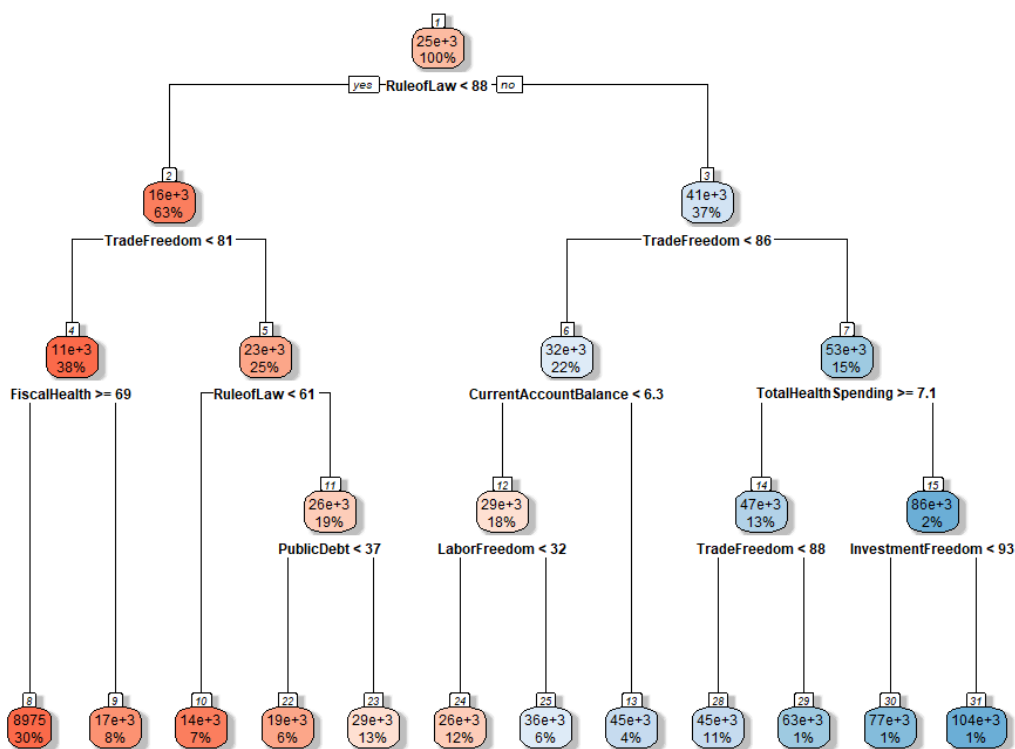 1
25e+3
100%
yes RuleofLaw < 88 no
2
16e+3
63%
3
41e+3
37%
TradeFreedom < 81
TradeFreedom < 86
4
11e+3
38%
5
23e+3
25%
6
32e+3
22%
7
53e+3
15%
FiscalHealth >= 69
RuleofLaw < 61
CurrentAccountBalance < 6.3
TotalHealthSpending >= 7.1
11
26e+3
19%
12
29e+3
18%
14
47e+3
13%
15
86e+3
2%
PublicDebt < 37
LaborFreedom < 32
TradeFreedom < 88
InvestmentFreedom < 93
8
8975
30%
9
17e+3
8%
10
14e+3
7%
22
19e+3
6%
23
29e+3
13%
24
26e+3
12%
25
36e+3
6%
13
45e+3
4%
28
45e+3
11%
29
63e+3
1%
30
77e+3
1%
31
104e+3
1%